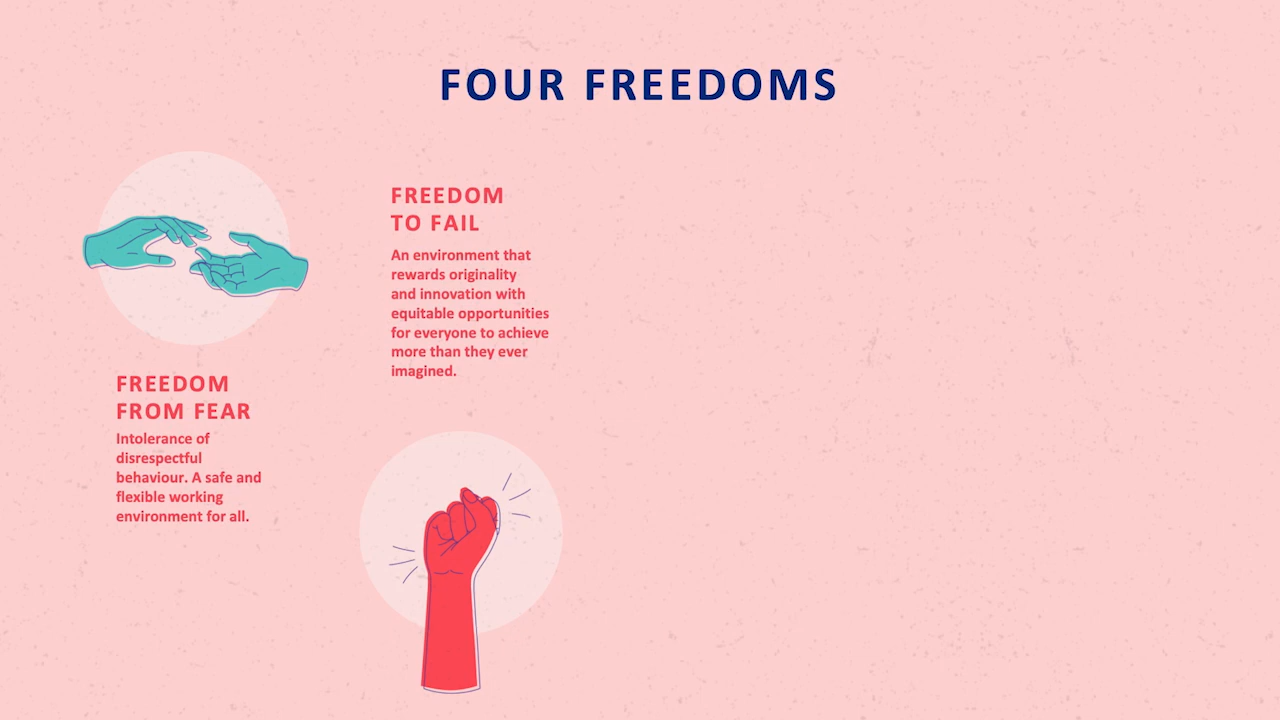 FOUR FREEDOMS
FREEDOM
FROM FEAR
Intolerance of
disrespectful
behaviour. A safe and
flexible working
environment for all.
FREEDOM
TO FAIL
An environment that
rewards originality
and innovation with
equitable opportunities
for everyone to achieve
more than they ever
imagined.